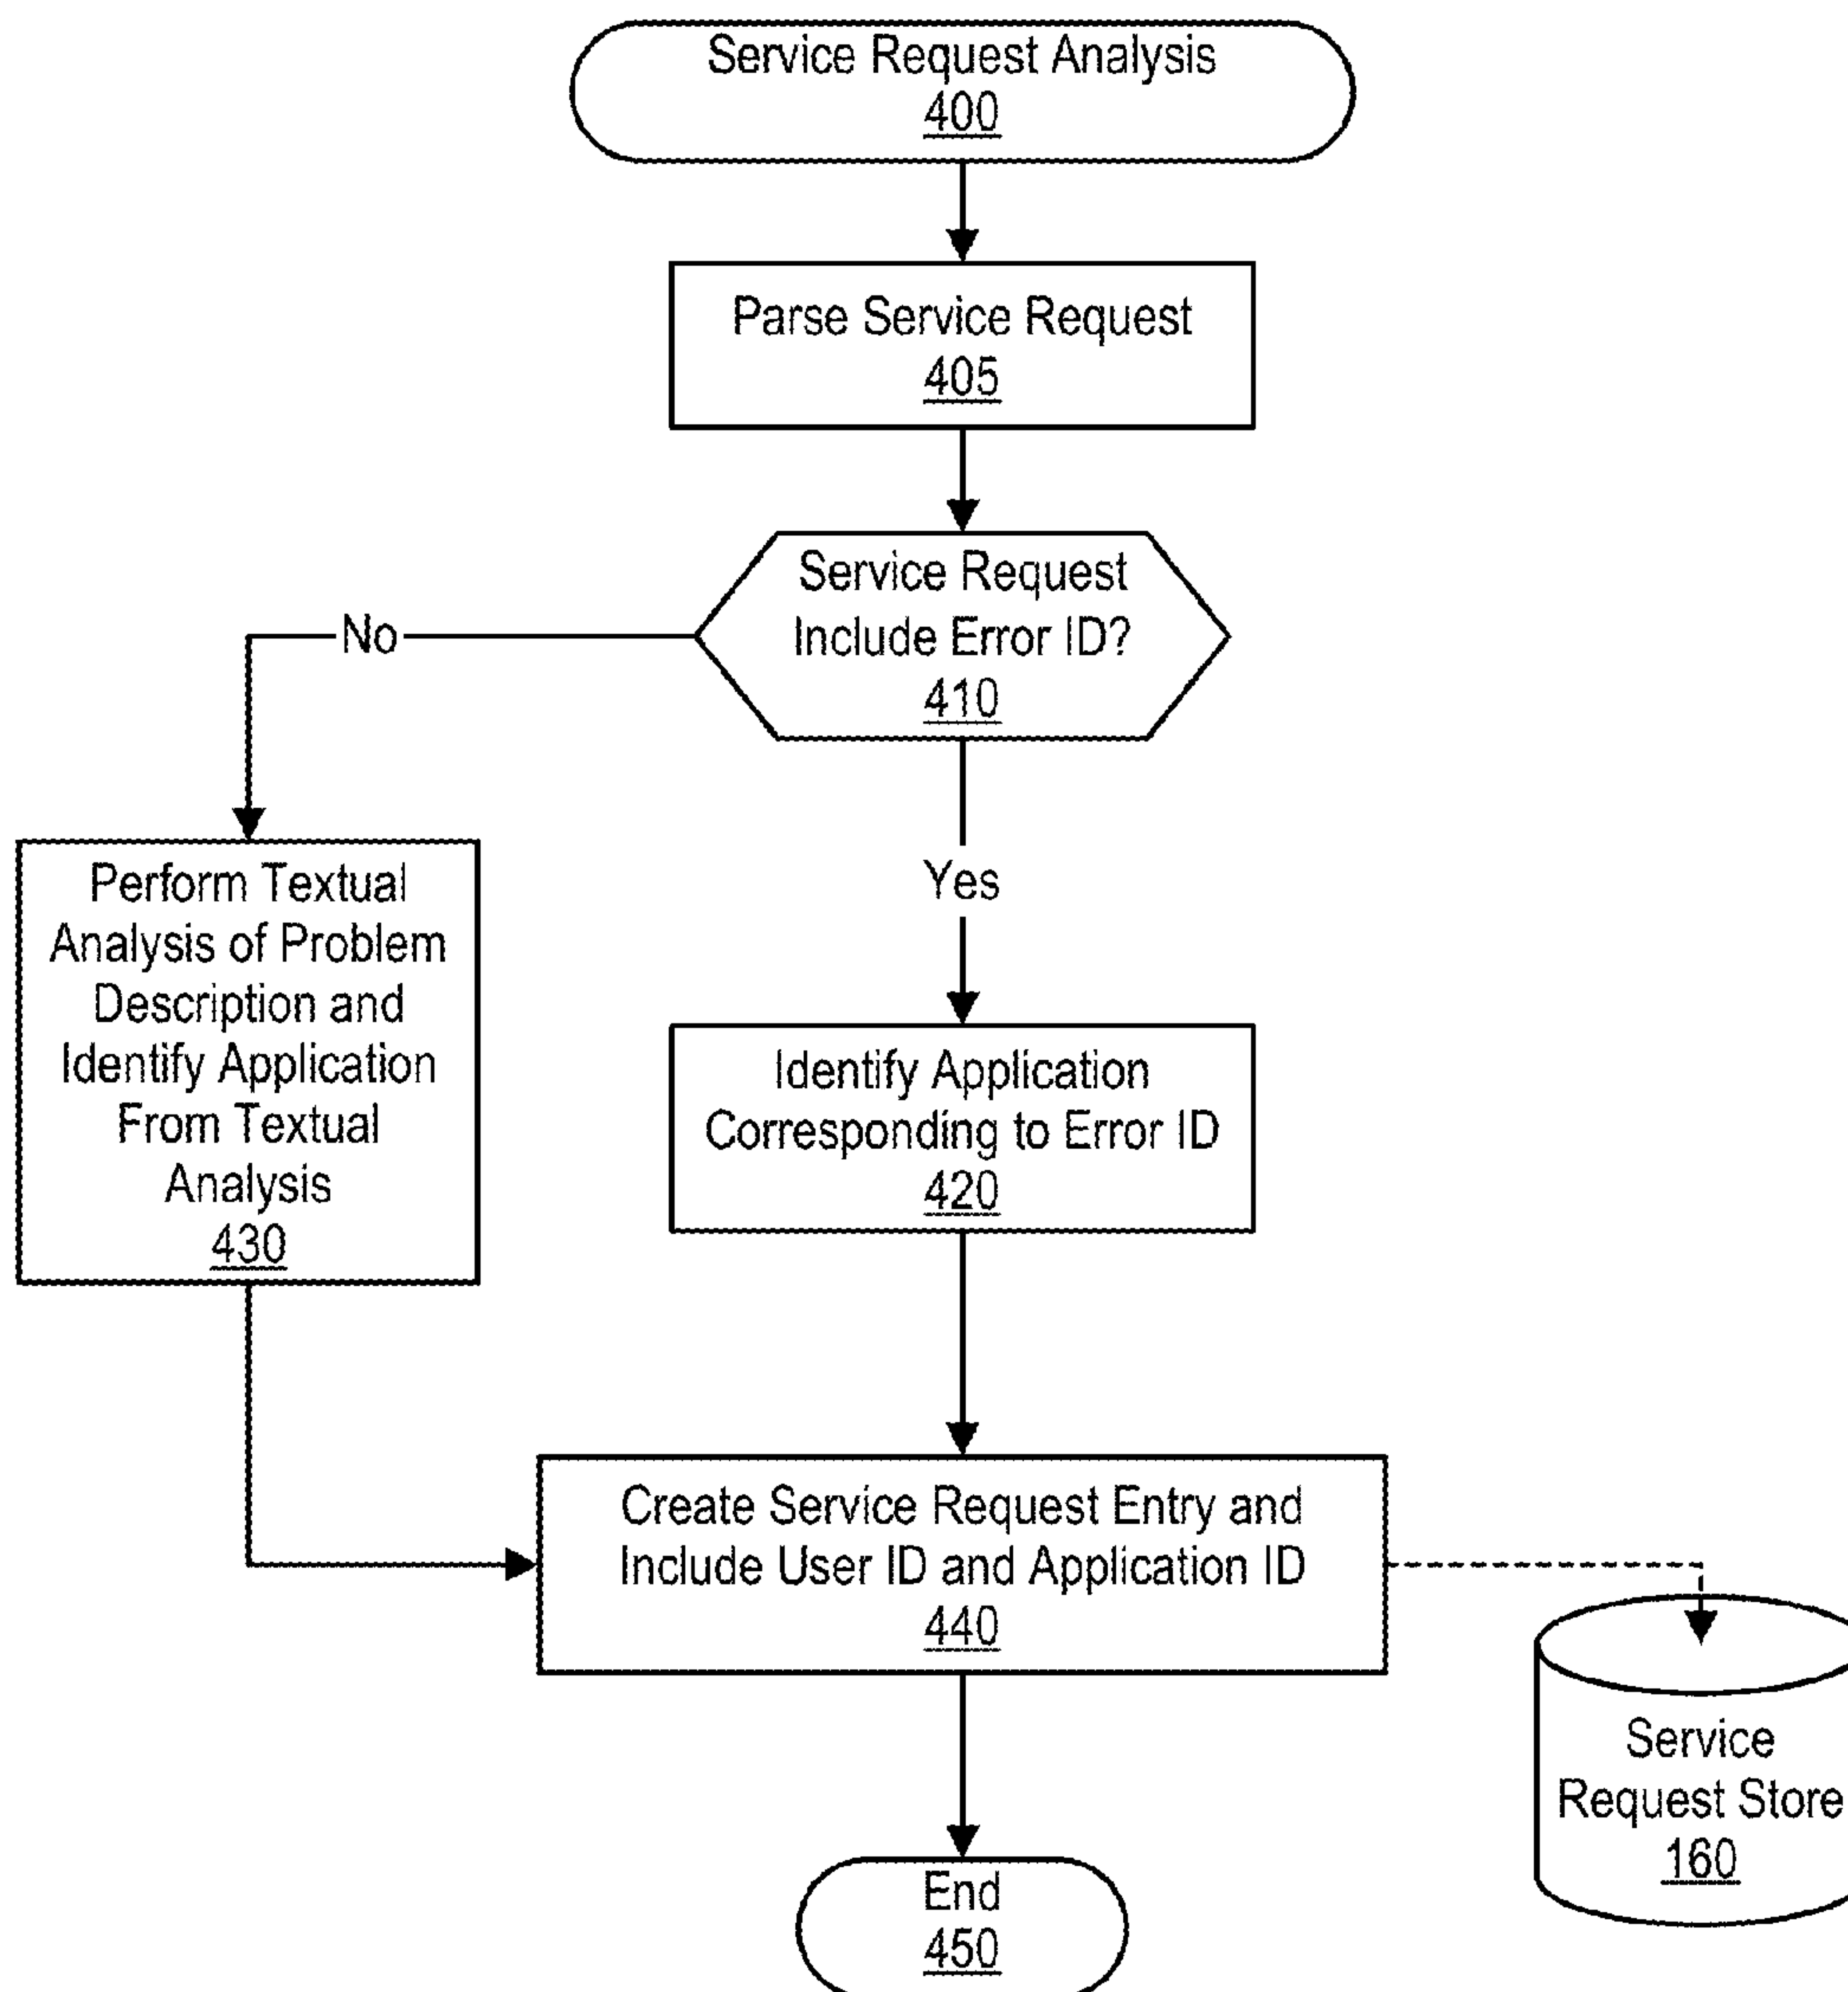 Service Request Analysis
400
Parse Service Request
405
Service Request
Include Error ID?
410
No
Yes
Perform Textual
Analysis of Problem
Description and
Identify Application
From Textual
Analysis
430
Identify Application
Corresponding to Error ID
420
Create Service Request Entry and
Include User ID and Application ID
440
Service
Request Store
160
End
450